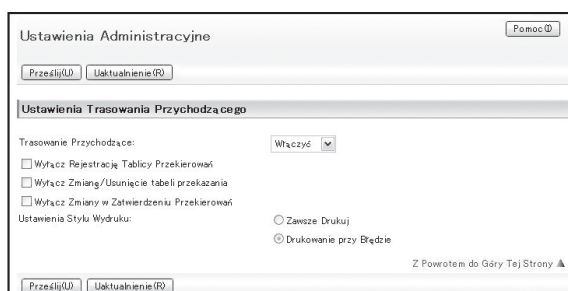 Ustawienia Administracyjne
Pomoc(I)
Prześlij(U) Uaktualnienie(R)
Ustawienia Trasowania Przychodzącego
Trasowanie Przychodzące: Włączyć
Wyłącz Rejestrację Tablicy Przekierowań
Wyłącz Zmianę/Usunięcie tabeli przekazania
Wyłącz Zmiany w Zatwierdzeniu Przekierowań
Ustawienia Stylu Wydruku: Zawsze Drukuj
Drukowanie przy Błędzie
Z Powrotem do Góry Tej Strony ▲
Prześlij(U) Uaktualnienie(R)